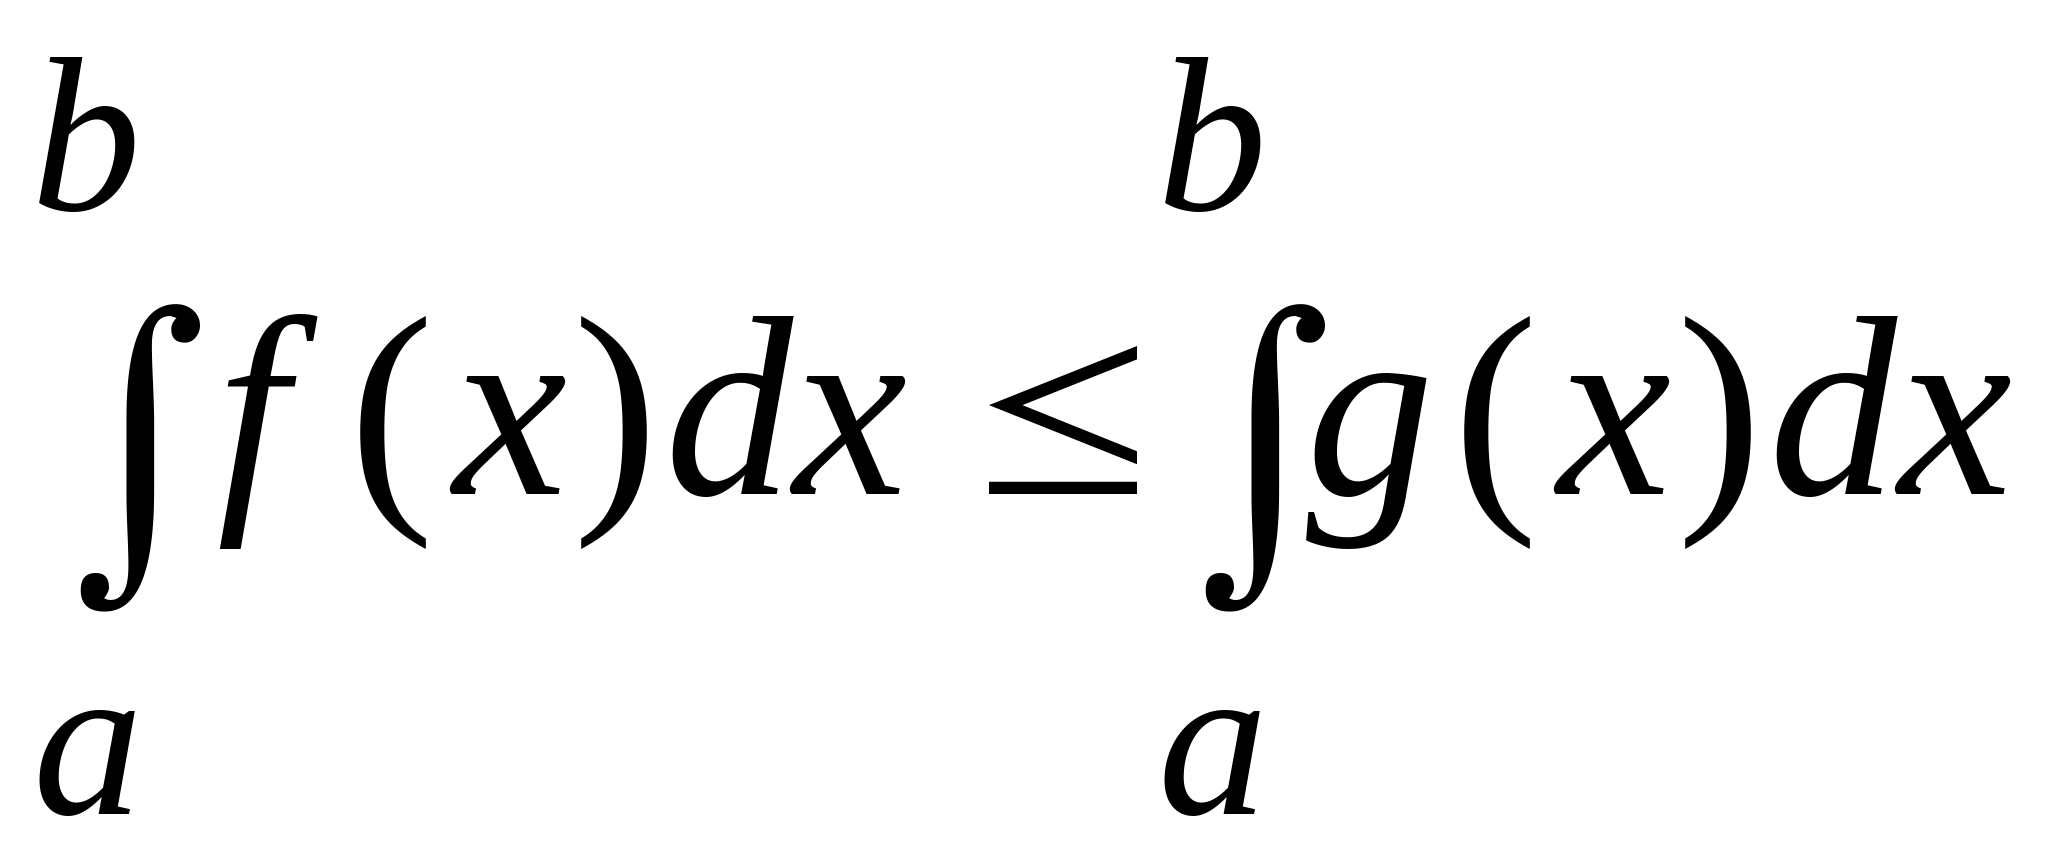 b b
∫f(x)dx ≤ ∫g(x)dx
a a